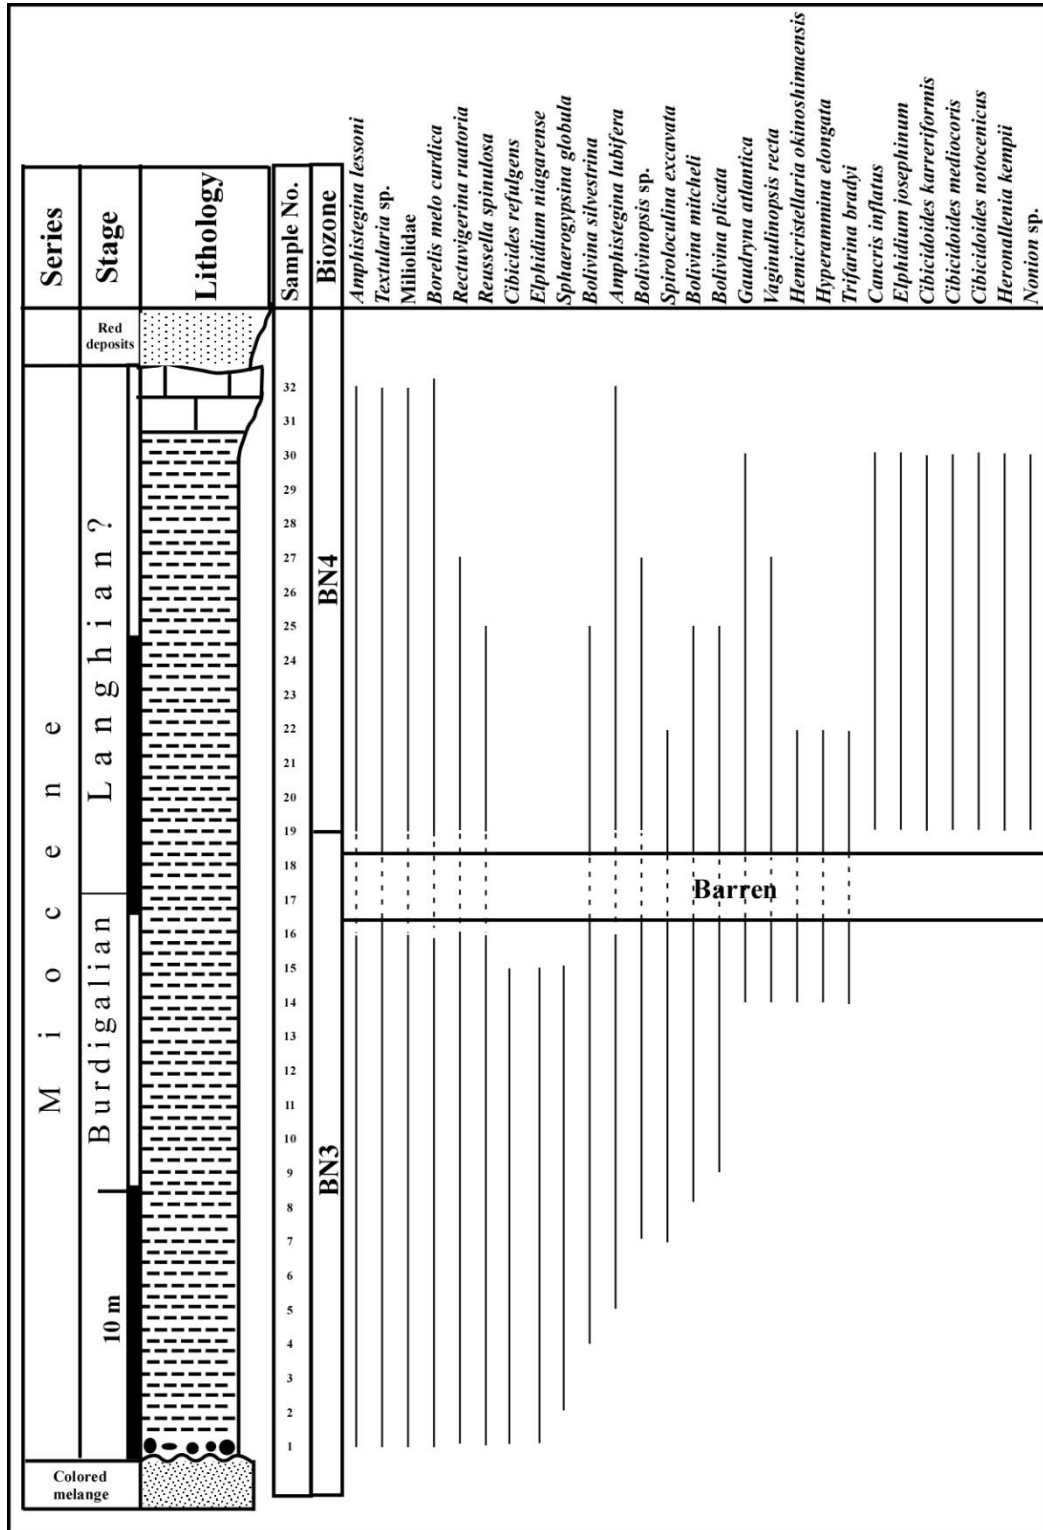 Series
Stage
Lithology
Sample No.
Biozone
Amphistegina lessoni
Textularia sp.
Miliolidae
Borelis melo curdica
Rectuvigerina ruatoria
Reussella spinulosa
Cibicides refulgens
Elphidium niagarense
Sphaerogypsina globula
Bolivina silvestrina
Amphistegina lubifera
Bolivinopsis sp.
Spiroloculina excavata
Bolivina mitcheli
Bolivina plicata
Gaudryna atlantica
Vaginulinopsis recta
Hemicristellaria okinoshimaensis
Hyperammina elongata
Trifarina bradyi
Cancris inflatus
Elphidium josephinum
Cibicidoides karreriformis
Cibicidoides mediocoris
Cibicidoides notocenicus
Heronallenia kempii
Nonion sp.
Red
deposits
Miocene
Langhian?
Burdigalian
10 m
Colored
melange
32
31
30
29
28
27
26
25
24
23
22
21
20
19
18
17
16
15
14
13
12
11
10
9
8
7
6
5
4
3
2
1
BN4
BN3
Barren